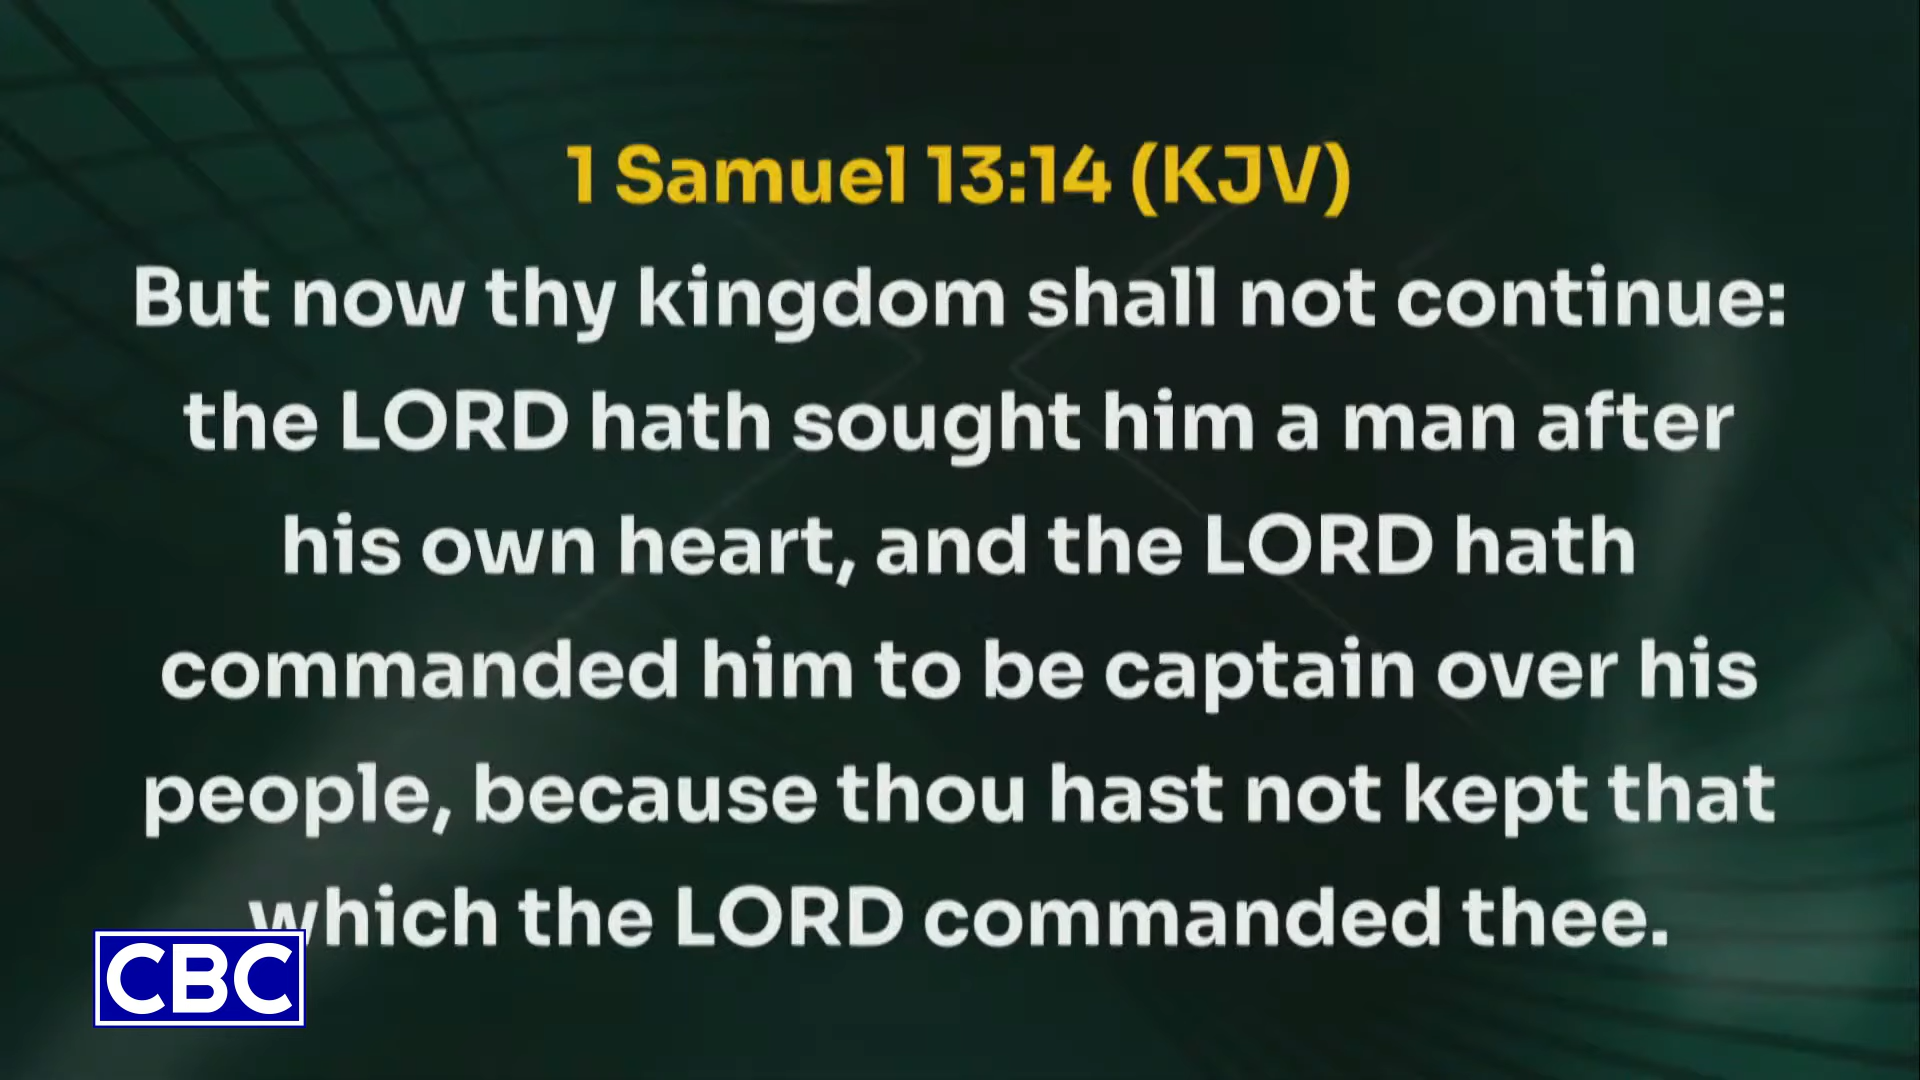 1 Samuel 13:14 (KJV)
But now thy kingdom shall not continue:
the LORD hath sought him a man after
his own heart, and the LORD hath
commanded him to be captain over his
people, because thou hast not kept that
which the LORD commanded thee.
CBC